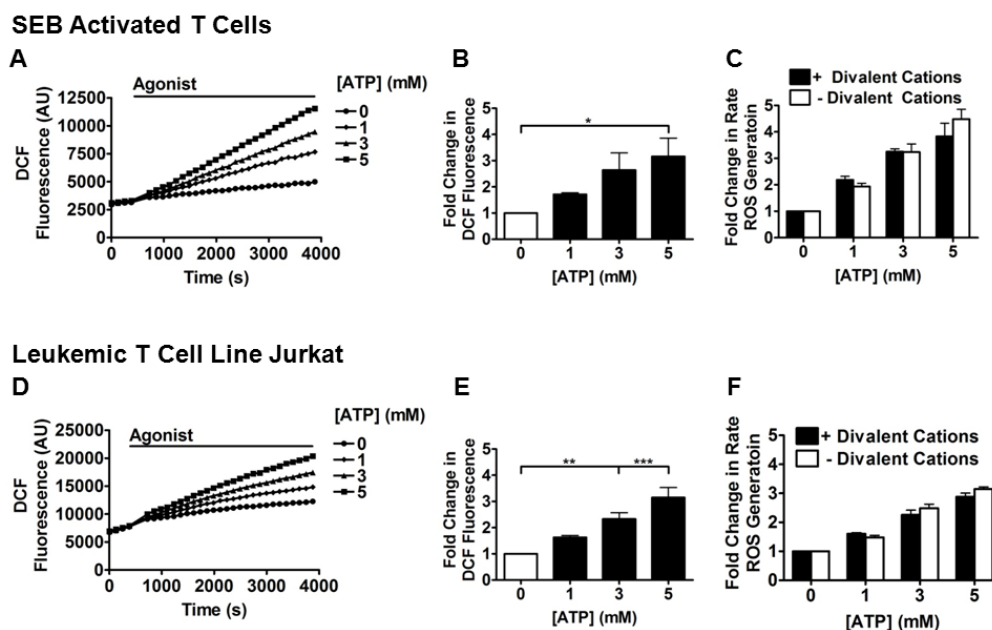 SEB Activated T Cells
A
Agonist
[ATP] (mM)
0
1
3
5
12500
10000
7500
5000
2500
0
DCF
Fluorescence (AU)
0 1000 2000 3000 4000
Time (s)
B
5
4
3
2
1
0
Fold Change in
DCF Fluorescence
*
0 1 3 5
[ATP] (mM)
C
+ Divalent Cations
- Divalent Cations
5
4
3
2
1
0
Fold Change in Rate
ROS Generatoin
0 1 3 5
[ATP] (mM)
Leukemic T Cell Line Jurkat
D
Agonist
[ATP] (mM)
0
1
3
5
25000
20000
15000
10000
5000
0
DCF
Fluorescence (AU)
0 1000 2000 3000 4000
Time (s)
E
5
4
3
2
1
0
Fold Change in
DCF Fluorescence
** ***
0 1 3 5
[ATP] (mM)
F
+ Divalent Cations
- Divalent Cations
5
4
3
2
1
0
Fold Change in Rate
ROS Generatoin
0 1 3 5
[ATP] (mM)